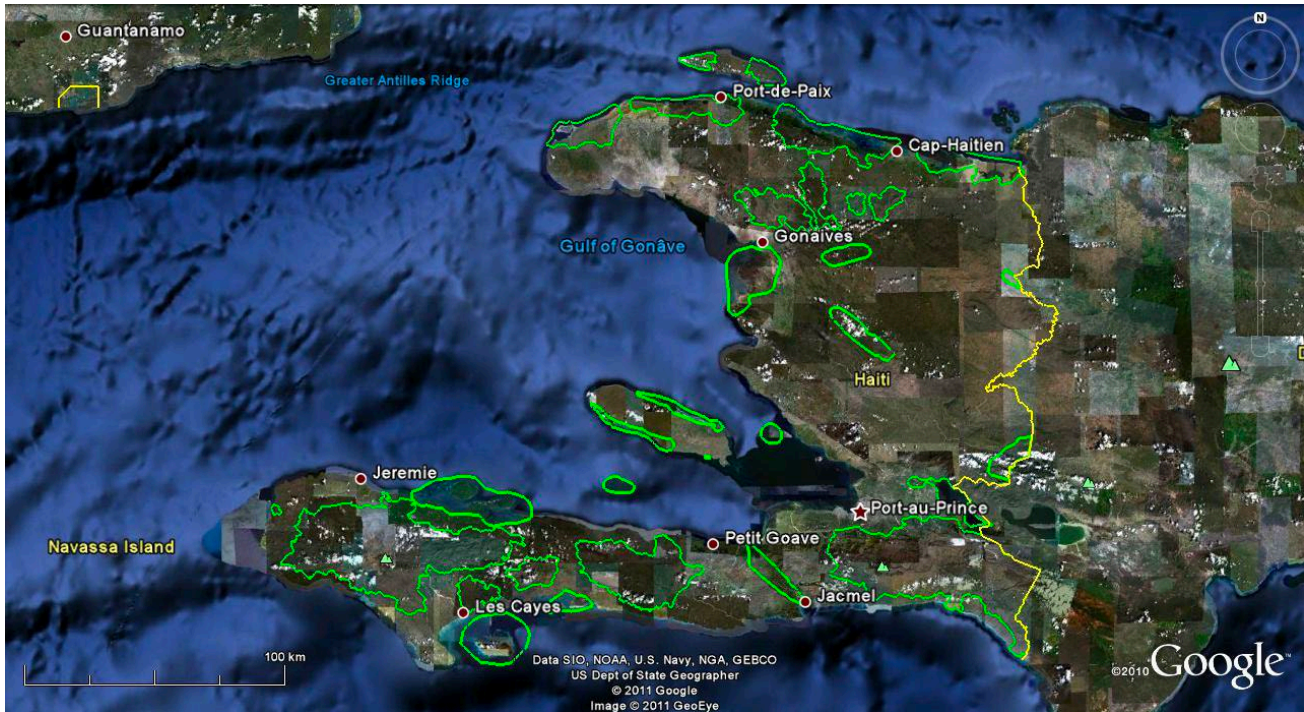 N
Guantanamo
Greater Antilles Ridge
Port-de-Paix
Cap-Haitien
Gonaives
Gulf of Gonâve
Haiti
Jeremie
Port-au-Prince
Petit Goave
Navassa Island
Les Cayes
Jacmel
100 km
Data SIO, NOAA, U.S. Navy, NGA, GEBCO
US Dept of State Geographer
© 2011 Google
Image © 2011 GeoEye
©2010 Google